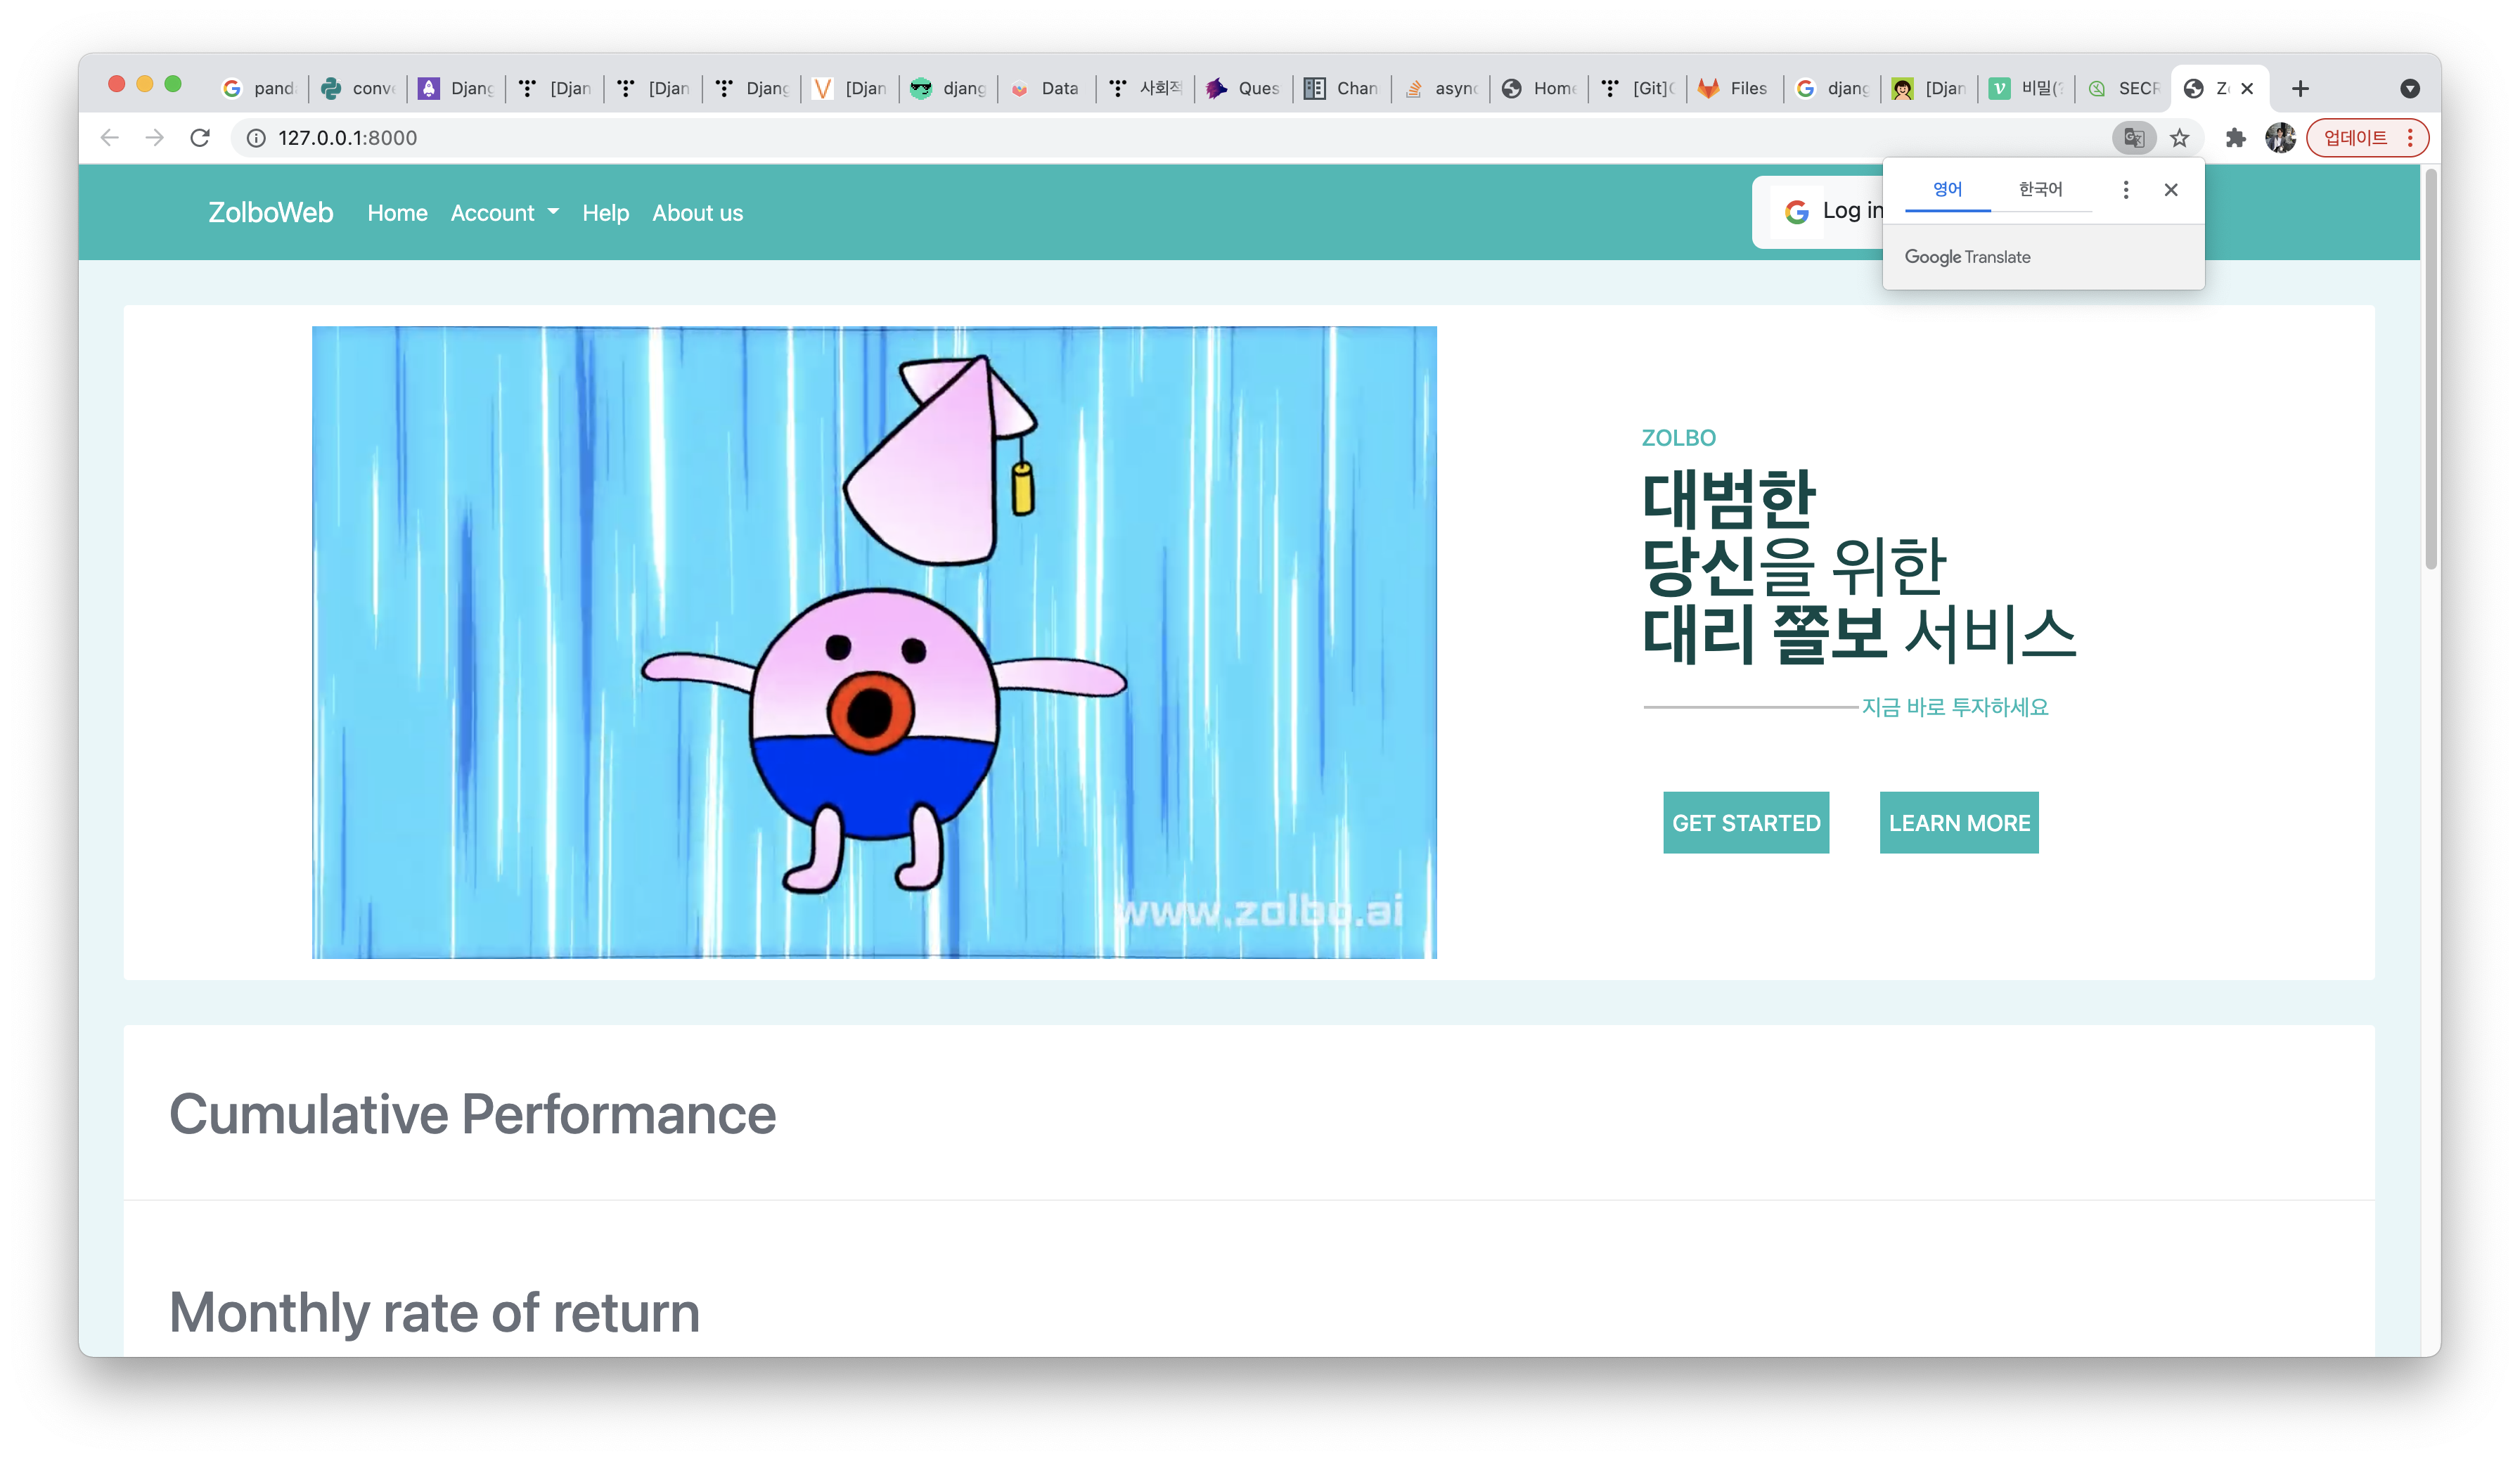 pand
conve
Djang
[Djan
[Djan
Djang
[Djan
djang
Data
사회적
Ques
Chan
async
Home
[Git]
Files
djang
[Djan
비밀(
SECR
Z
127.0.0.1:8000
업데이트
ZolboWeb Home Account Help About us
Log in
영어 한국어
Google Translate
ZOLBO
대범한
당신을 위한
대리 쫄보 서비스
지금 바로 투자하세요
GET STARTED LEARN MORE
www.zolbo.ai
Cumulative Performance
Monthly rate of return